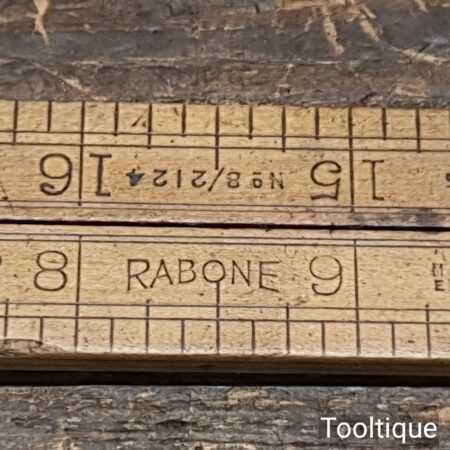 15 Nº 8/212 16
8 RABONE 9
E
Tooltique